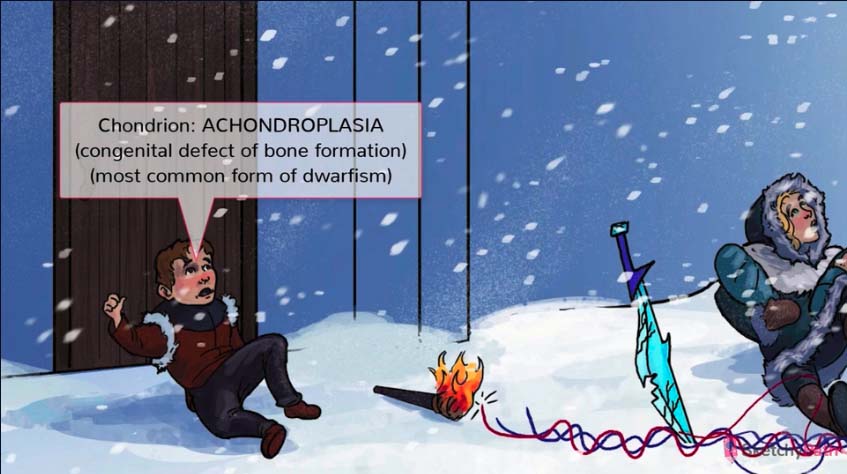 Chondrion: ACHONDROPLASIA
(congenital defect of bone formation)
(most common form of dwarfism)